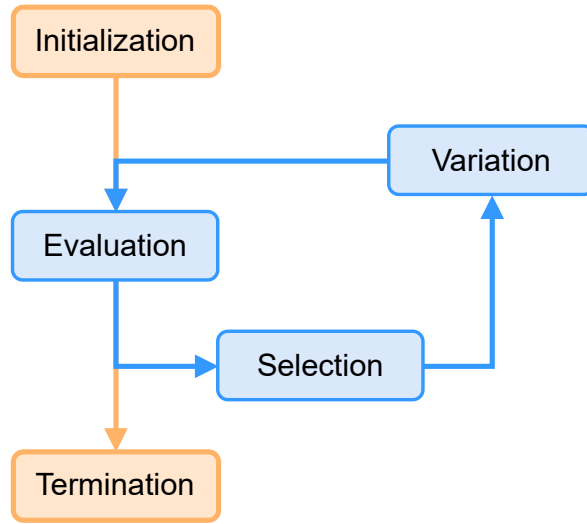 Initialization
Variation
Evaluation
Selection
Termination